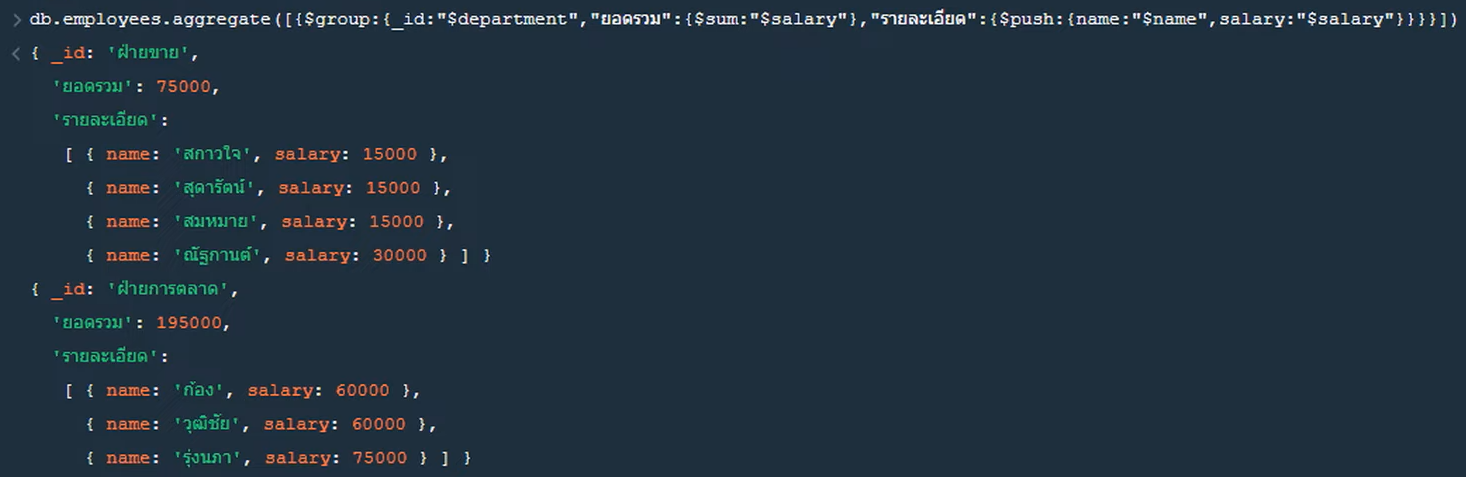 > db.employees.aggregate([{$group:{_id:"$department","ยอดรวม":{$sum:"$salary"},"รายละเอียด":{$push:{name:"$name",salary:"$salary"}}}}])
< { _id: 'ฝ่ายขาย',
'ยอดรวม': 75000,
'รายละเอียด':
[ { name: 'สกาวใจ', salary: 15000 },
{ name: 'สุดารัตน์', salary: 15000 },
{ name: 'สมหมาย', salary: 15000 },
{ name: 'ณัฐกานต์', salary: 30000 } ] }
{ _id: 'ฝ่ายการตลาด',
'ยอดรวม': 195000,
'รายละเอียด':
[ { name: 'ก้อง', salary: 60000 },
{ name: 'วุฒิชัย', salary: 60000 },
{ name: 'รุ่งนภา', salary: 75000 } ] }